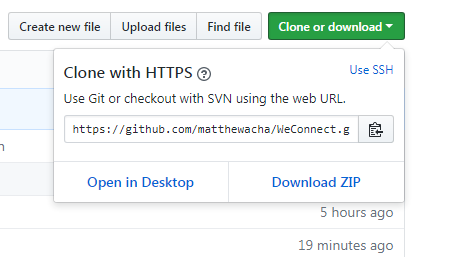 Create new file Upload files Find file Clone or download
Clone with HTTPS ? Use SSH
Use Git or checkout with SVN using the web URL.
https://github.com/matthewacha/WeConnect.g
Open in Desktop Download ZIP
5 hours ago
19 minutes ago